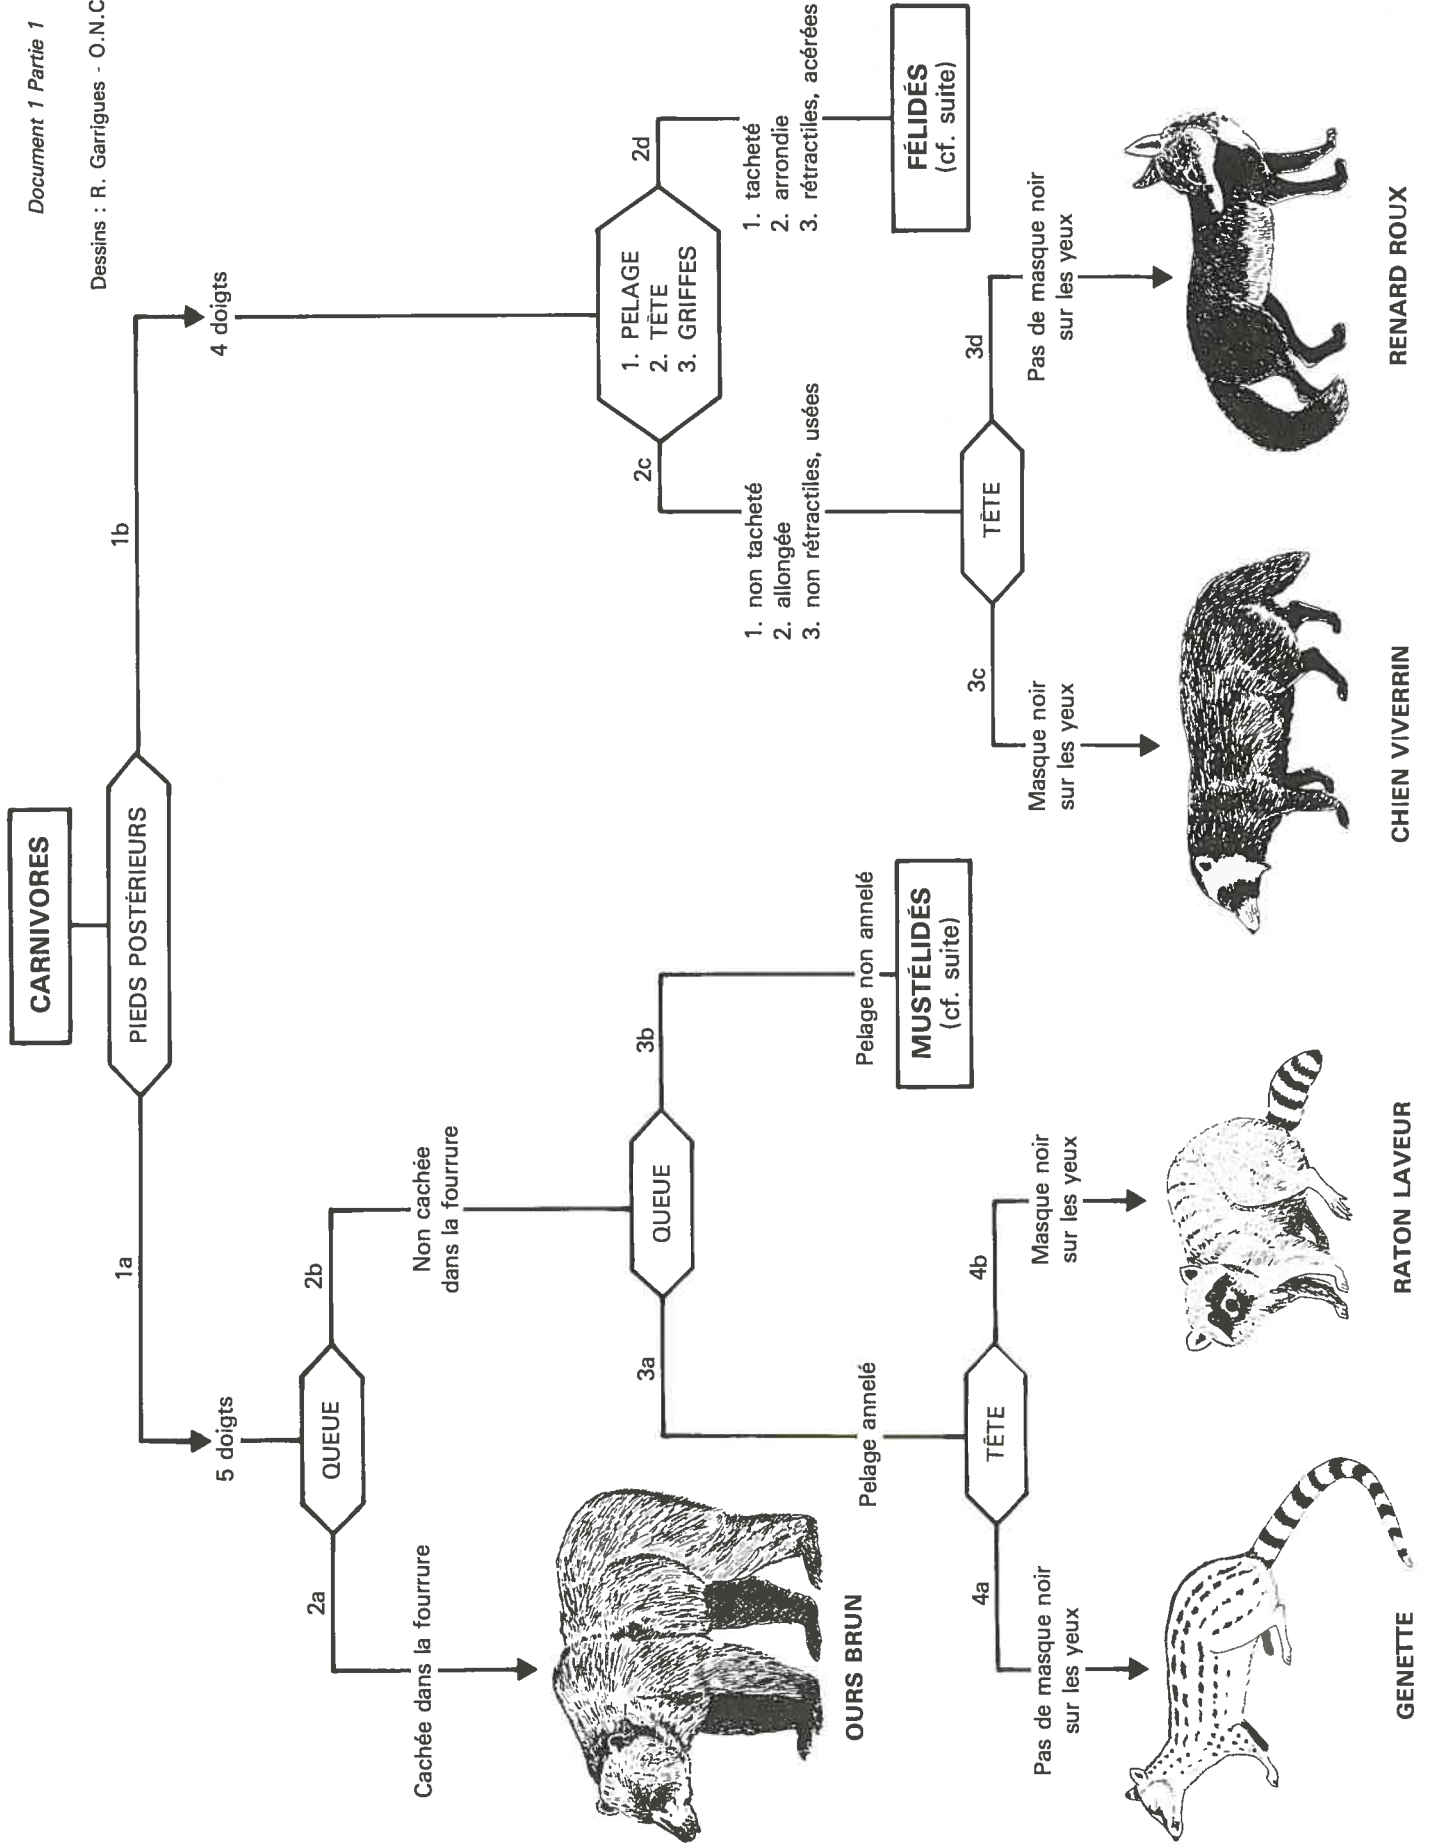 Document 1 Partie 1
Dessins : R. Garrigues - O.N.C
CARNIVORES
PIEDS POSTÉRIEURS
1a
1b
5 doigts
4 doigts
QUEUE
2a
2b
Cachée dans la fourrure
Non cachée
dans la fourrure
OURS BRUN
QUEUE
3a
3b
Pelage annelé
Pelage non annelé
MUSTÉLIDÉS
(cf. suite)
TÊTE
4a
4b
Pas de masque noir
sur les yeux
Masque noir
sur les yeux
GENETTE
RATON LAVEUR
1. PELAGE
2. TÊTE
3. GRIFFES
2c
2d
1. non tacheté
2. allongée
3. non rétractiles, usées
1. tacheté
2. arrondie
3. rétractiles, acérées
FÉLIDÉS
(cf. suite)
TÊTE
3c
3d
Masque noir
sur les yeux
Pas de masque noir
sur les yeux
CHIEN VIVERRIN
RENARD ROUX